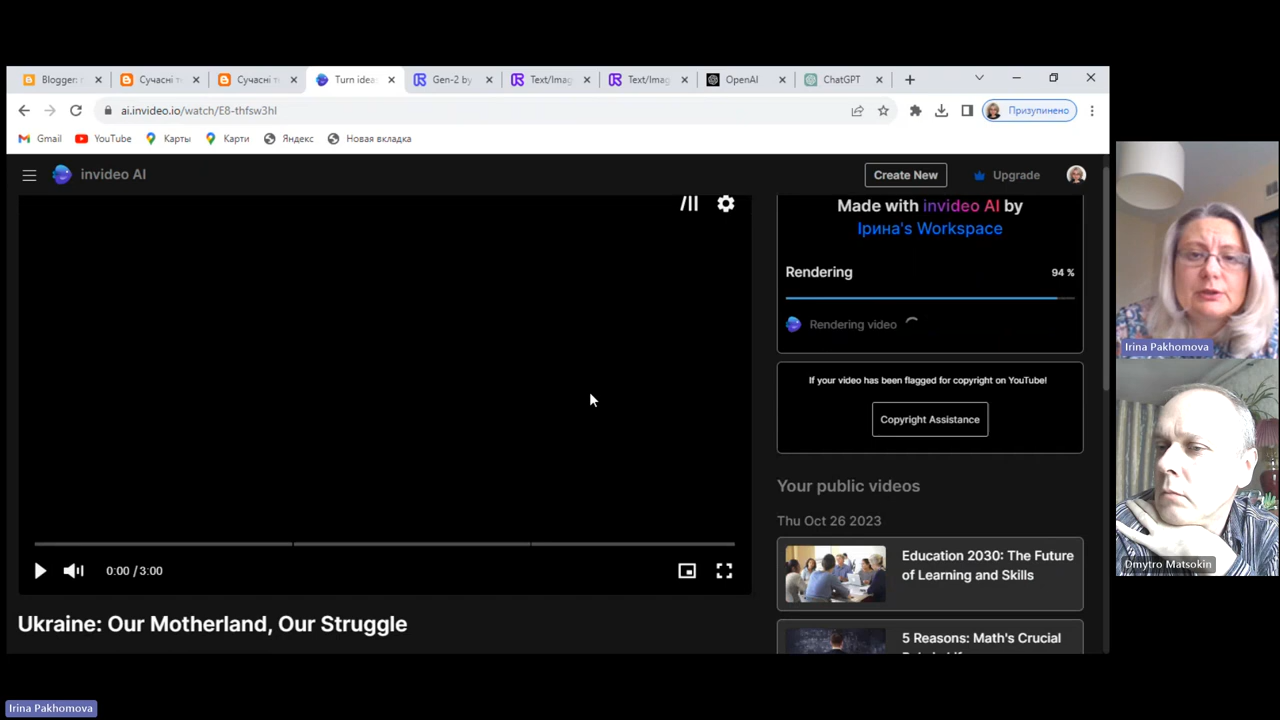 Blogger: г
Сучасні т
Сучасні т
Turn idea
Gen-2 by
Text/Imag
Text/Imag
OpenAI
ChatGPT
ai.invideo.io/watch/E8-thfsw3hI
Призупинено
Gmail
YouTube
Карты
Карти
Яндекс
Новая вкладка
invideo AI
Create New
Upgrade
Made with invideo AI by
Ірина's Workspace
Rendering
94 %
Rendering video
If your video has been flagged for copyright on YouTube!
Copyright Assistance
Your public videos
Thu Oct 26 2023
Education 2030: The Future
of Learning and Skills
5 Reasons: Math's Crucial
0:00 / 3:00
Ukraine: Our Motherland, Our Struggle
Irina Pakhomova
Dmytro Matsokin
Irina Pakhomova